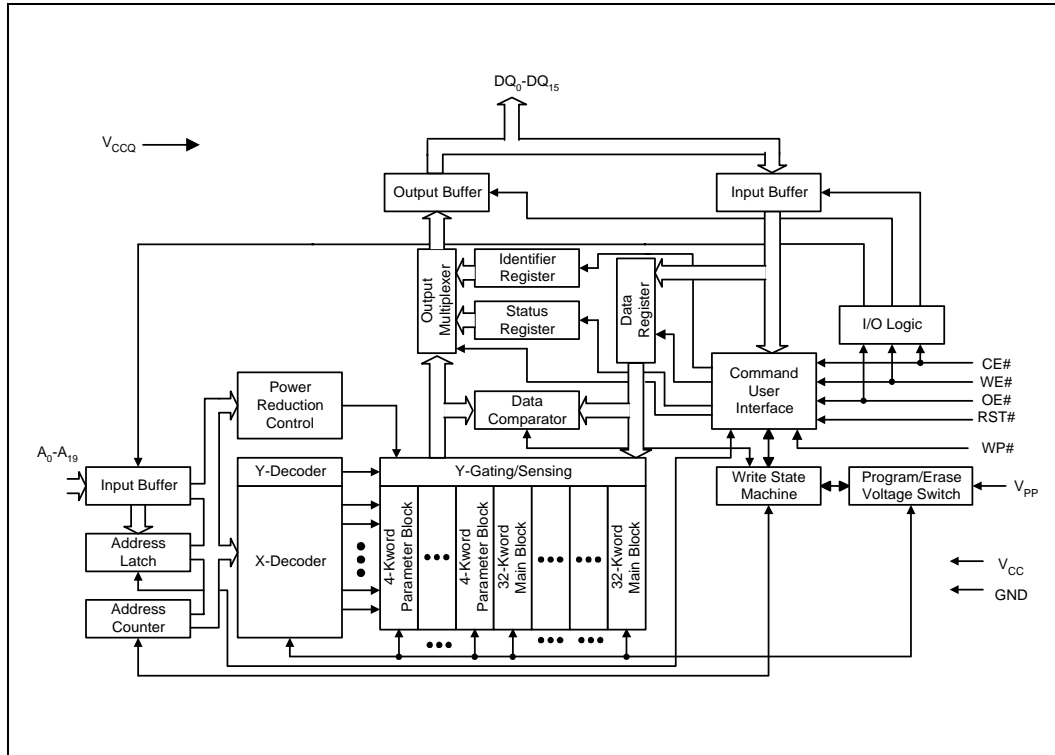 DQ0-DQ15
VCCQ
Output Buffer
Input Buffer
Output
Multiplexer
Identifier
Register
Status
Register
Data
Register
I/O Logic
Command
User
Interface
CE#
WE#
OE#
RST#
WP#
Power
Reduction
Control
Data
Comparator
A0-A19
Input Buffer
Y-Decoder
Y-Gating/Sensing
Write State
Machine
Program/Erase
Voltage Switch
VPP
Address
Latch
X-Decoder
4-Kword
Parameter Block
4-Kword
Parameter Block
32-Kword
Main Block
32-Kword
Main Block
VCC
GND
Address
Counter